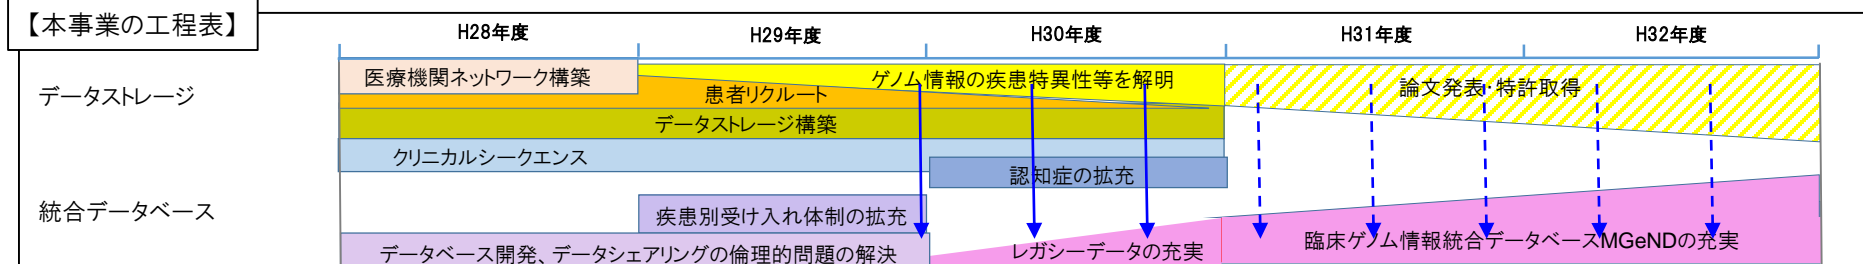 【本事業の工程表】
H28年度
H29年度
H30年度
H31年度
H32年度
データストレージ
医療機関ネットワーク構築
ゲノム情報の疾患特異性等を解明
論文発表・特許取得
患者リクルート
データストレージ構築
クリニカルシークエンス
認知症の拡充
統合データベース
疾患別受け入れ体制の拡充
データベース開発、データシェアリングの倫理的問題の解決
レガシーデータの充実
臨床ゲノム情報統合データベースMGeNDの充実